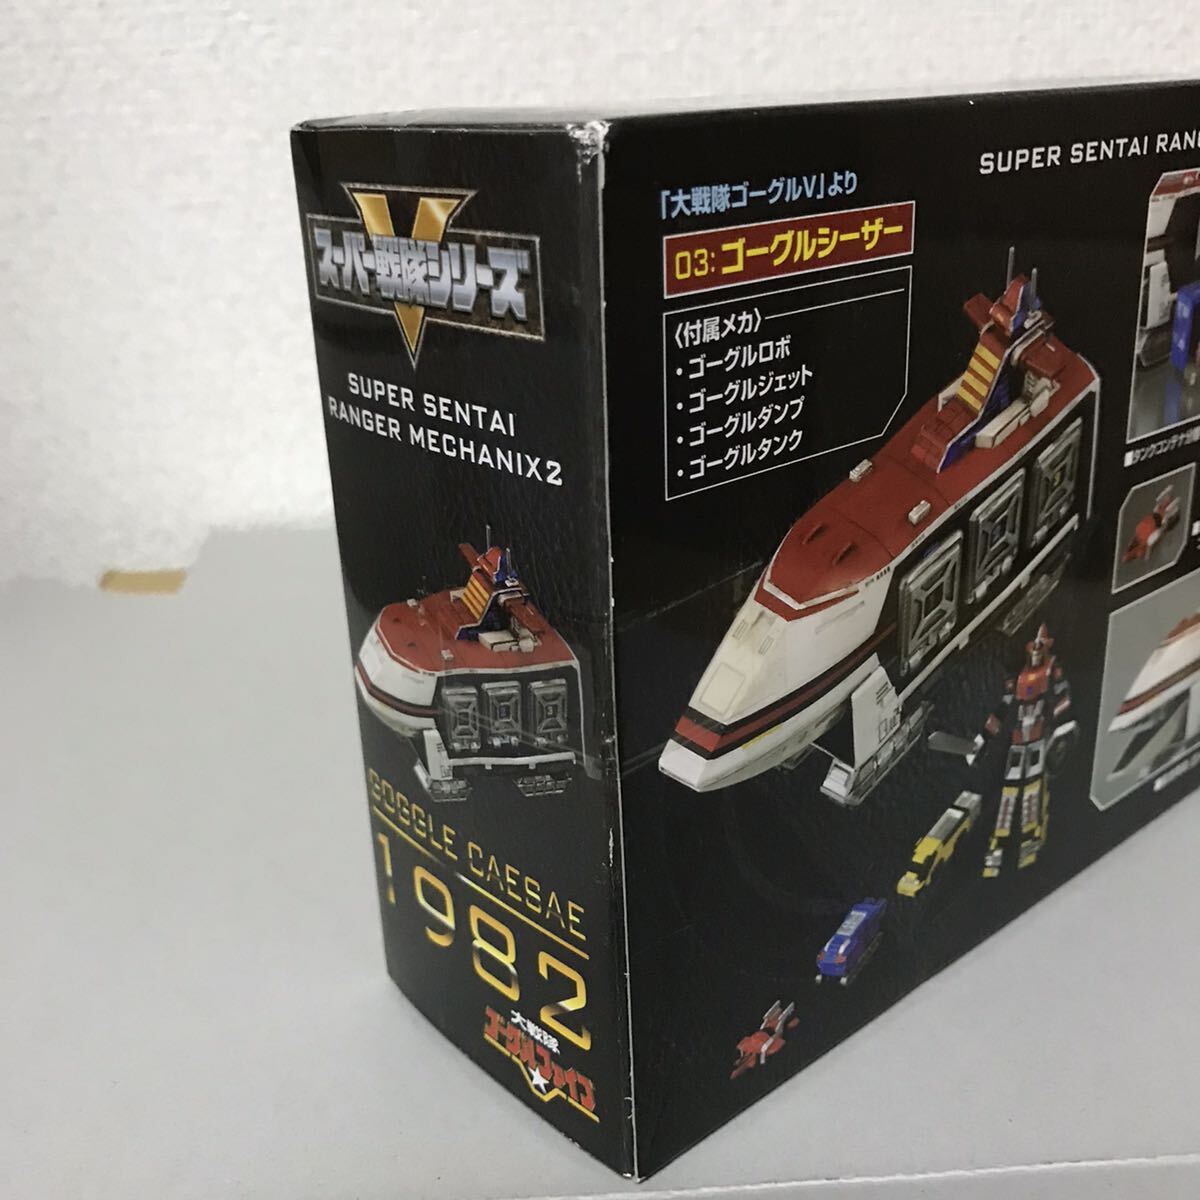 スーパー戦隊シリーズ
SUPER SENTAI
RANGER MECHANIX2
GOGGLE CAESAE
1982
大戦隊
ゴーグルファイブ
SUPER SENTAI
「大戦隊ゴーグルV」より
03:ゴーグルシーザー
〈付属メカ〉
・ゴーグルロボ
・ゴーグルジェット
・ゴーグルダンプ
・ゴーグルタンク